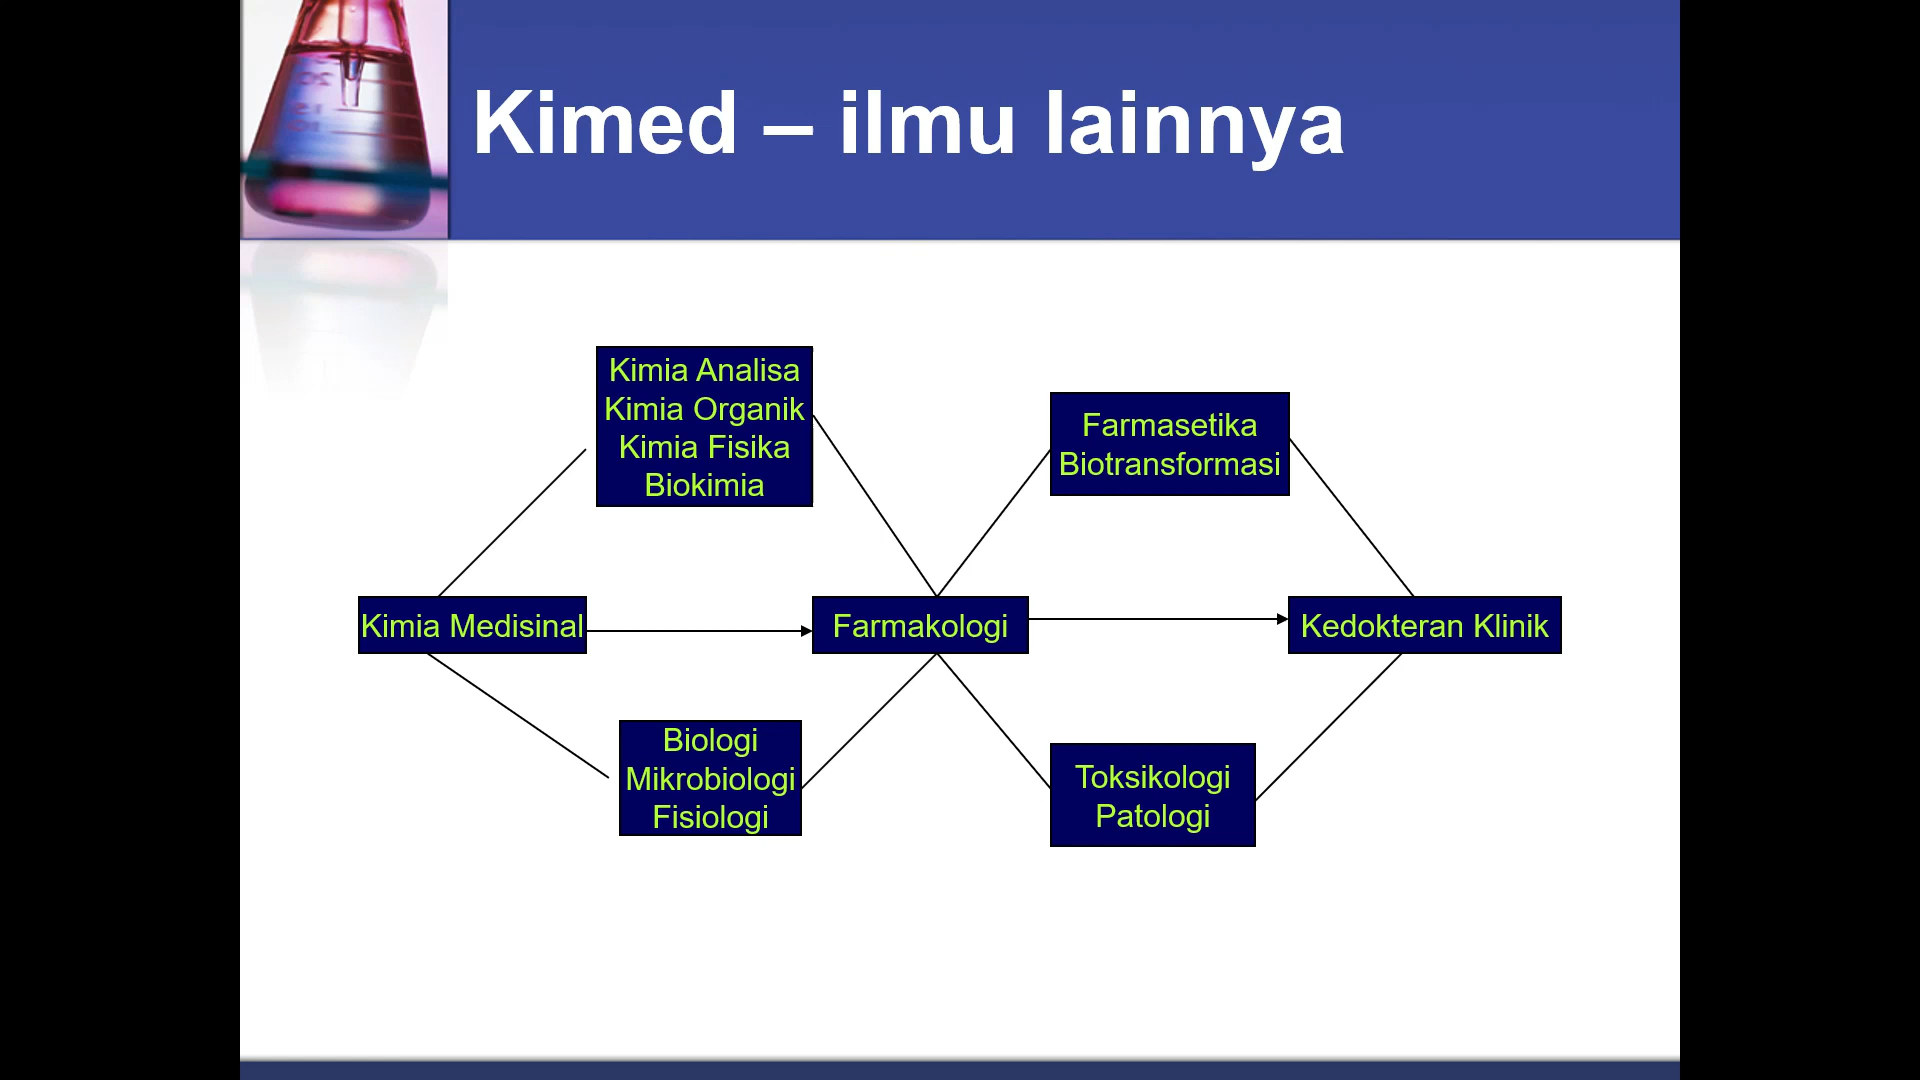 Kimed – ilmu lainnya
Kimia Analisa
Kimia Organik
Kimia Fisika
Biokimia
Farmasetika
Biotransformasi
Kimia Medisinal
Farmakologi
Kedokteran Klinik
Biologi
Mikrobiologi
Fisiologi
Toksikologi
Patologi